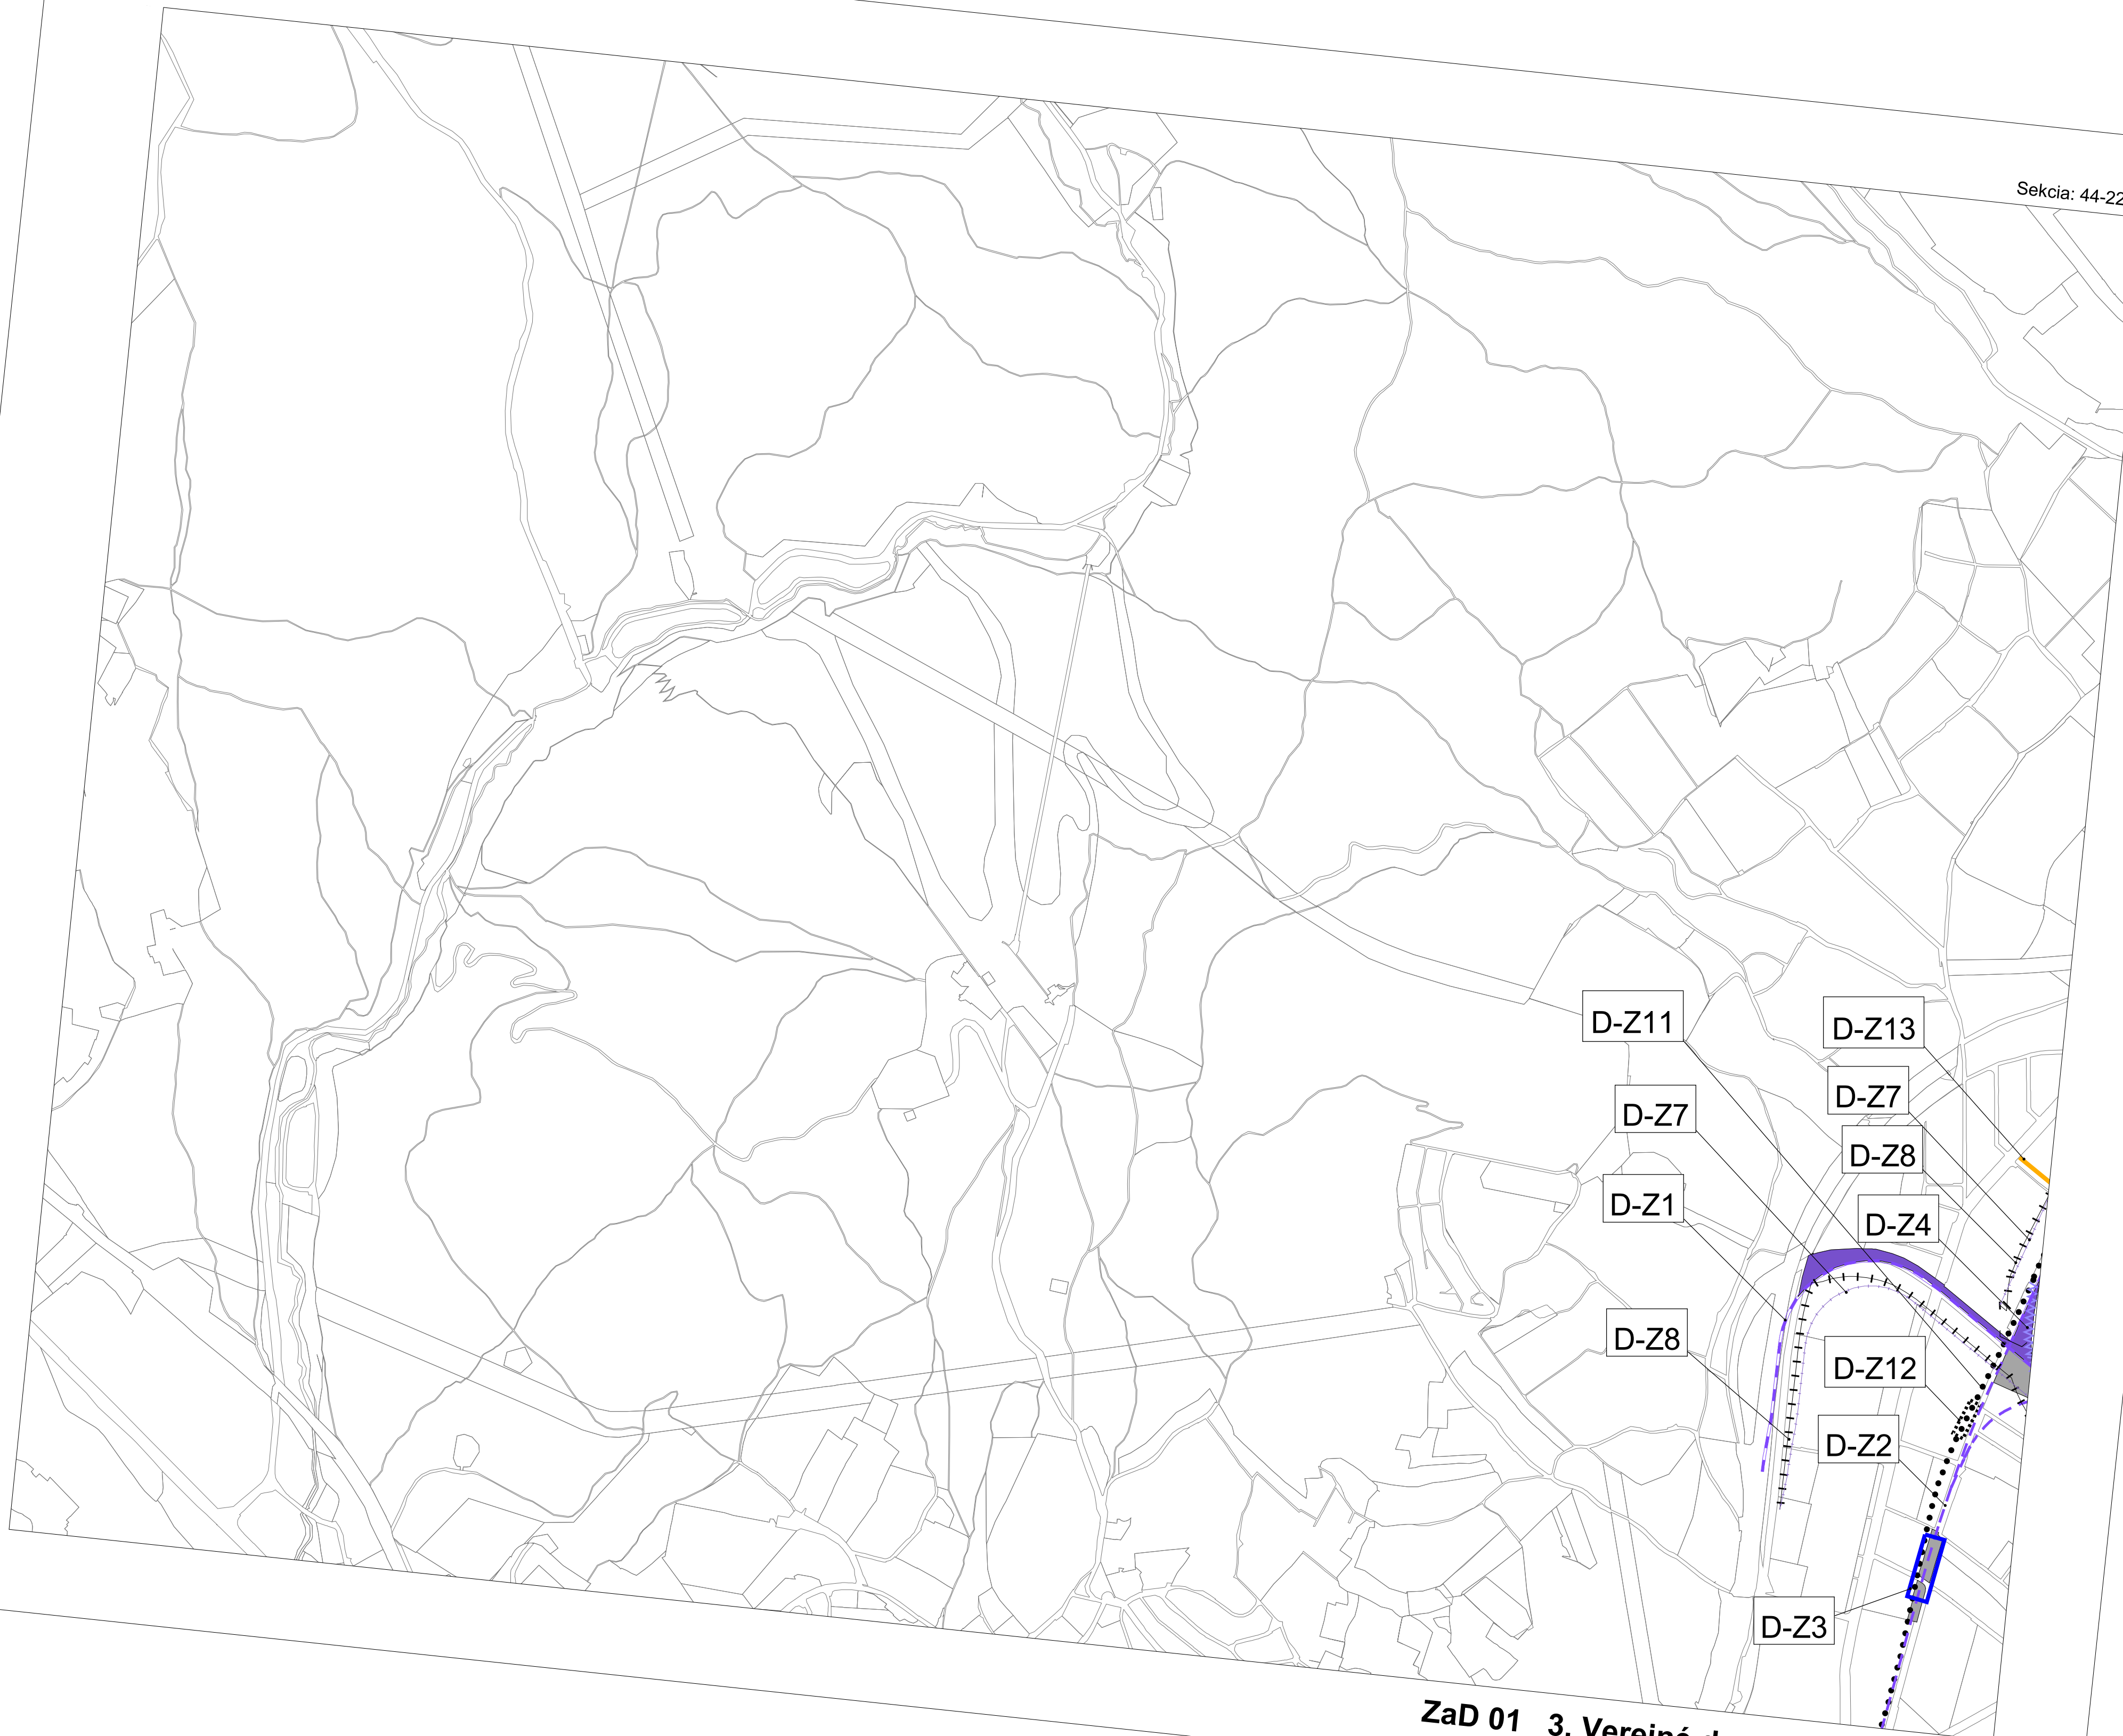 Sekcia: 44-22
D-Z11
D-Z13
D-Z7
D-Z7
D-Z8
D-Z1
D-Z4
D-Z8
D-Z12
D-Z2
D-Z3
ZaD 01 3. Verejné